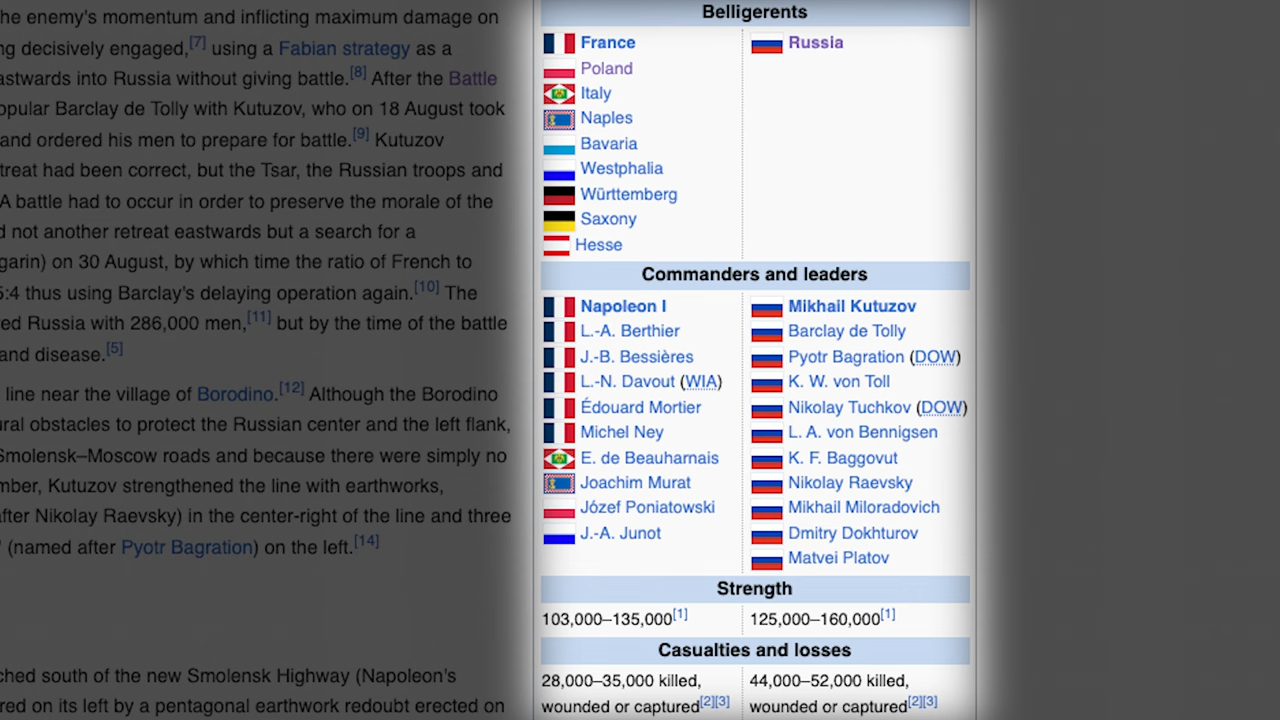 he enemy's momentum and inflicting maximum damage on
ng decisively engaged,[7] using a Fabian strategy as a
astwards into Russia without giving battle.[8] After the Battle
opular Barclay de Tolly with Kutuzov, who on 18 August took
and ordered his men to prepare for battle.[9] Kutuzov
treat had been correct, but the Tsar, the Russian troops and
A battle had to occur in order to preserve the morale of the
d not another retreat eastwards but a search for a
garin) on 30 August, by which time the ratio of French to
5:4 thus using Barclay's delaying operation again.[10] The
ed Russia with 286,000 men,[11] but by the time of the battle
and disease.[5]
line near the village of Borodino.[12] Although the Borodino
ural obstacles to protect the Russian center and the left flank,
Smolensk–Moscow roads and because there were simply no
mber, Kutuzov strengthened the line with earthworks,
after Nikolay Raevsky) in the center-right of the line and three
' (named after Pyotr Bagration) on the left.[14]
ched south of the new Smolensk Highway (Napoleon's
red on its left by a pentagonal earthwork redoubt erected on
Belligerents
France Russia
Poland
Italy
Naples
Bavaria
Westphalia
Württemberg
Saxony
Hesse
Commanders and leaders
Napoleon I Mikhail Kutuzov
L.-A. Berthier Barclay de Tolly
J.-B. Bessières Pyotr Bagration (DOW)
L.-N. Davout (WIA) K. W. von Toll
Édouard Mortier Nikolay Tuchkov (DOW)
Michel Ney L. A. von Bennigsen
E. de Beauharnais K. F. Baggovut
Joachim Murat Nikolay Raevsky
Józef Poniatowski Mikhail Miloradovich
J.-A. Junot Dmitry Dokhturov
Matvei Platov
Strength
103,000–135,000[1] 125,000–160,000[1]
Casualties and losses
28,000–35,000 killed, 44,000–52,000 killed,
wounded or captured[2][3] wounded or captured[2][3]